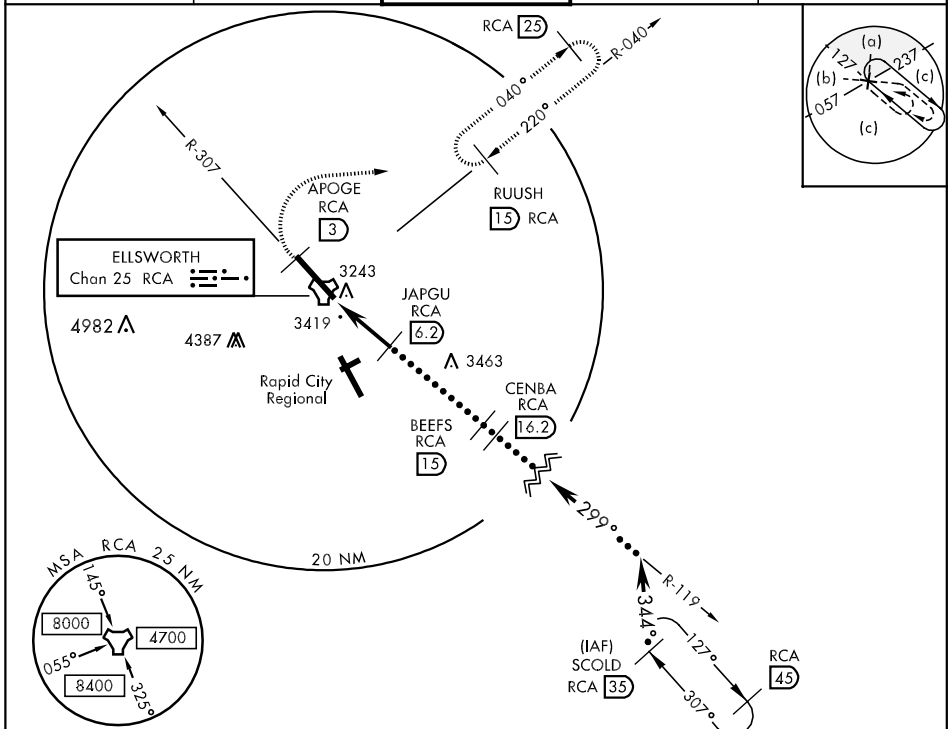 RCA 25
R-040
040°
220°
RUUSH
15 RCA
(a)
127
237
(b)
(c)
057
(c)
R-307
APOGE
RCA
3
ELLSWORTH
Chan 25 RCA
3243
3419
4982
4387
JAPGU
RCA
6.2
3463
Rapid City
Regional
CENBA
RCA
16.2
BEEFS
RCA
15
20 NM
299°
R-119
344°
127°
307°
(IAF)
SCOLD
RCA 35
RCA
45
MSA RCA 25 NM
145°
8000
4700
055°
8400
325°